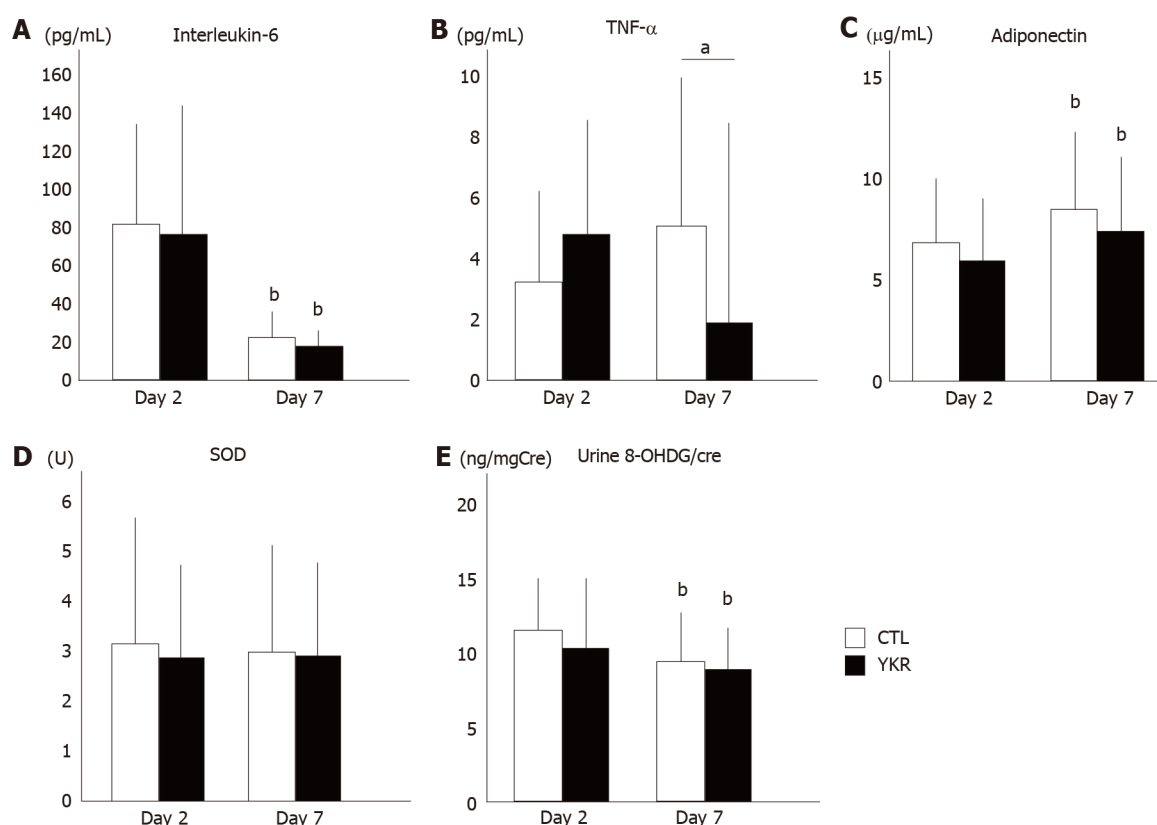 A (pg/mL) Interleukin-6
160
140
120
100
80
60
40
20
0
b b
Day 2 Day 7
B (pg/mL) TNF-α
10
8
6
4
2
0
a
Day 2 Day 7
C (μg/mL) Adiponectin
15
10
5
0
b b
Day 2 Day 7
D (U) SOD
6
5
4
3
2
1
0
Day 2 Day 7
E (ng/mgCre) Urine 8-OHDG/cre
20
15
10
5
0
b b
Day 2 Day 7
CTL
YKR